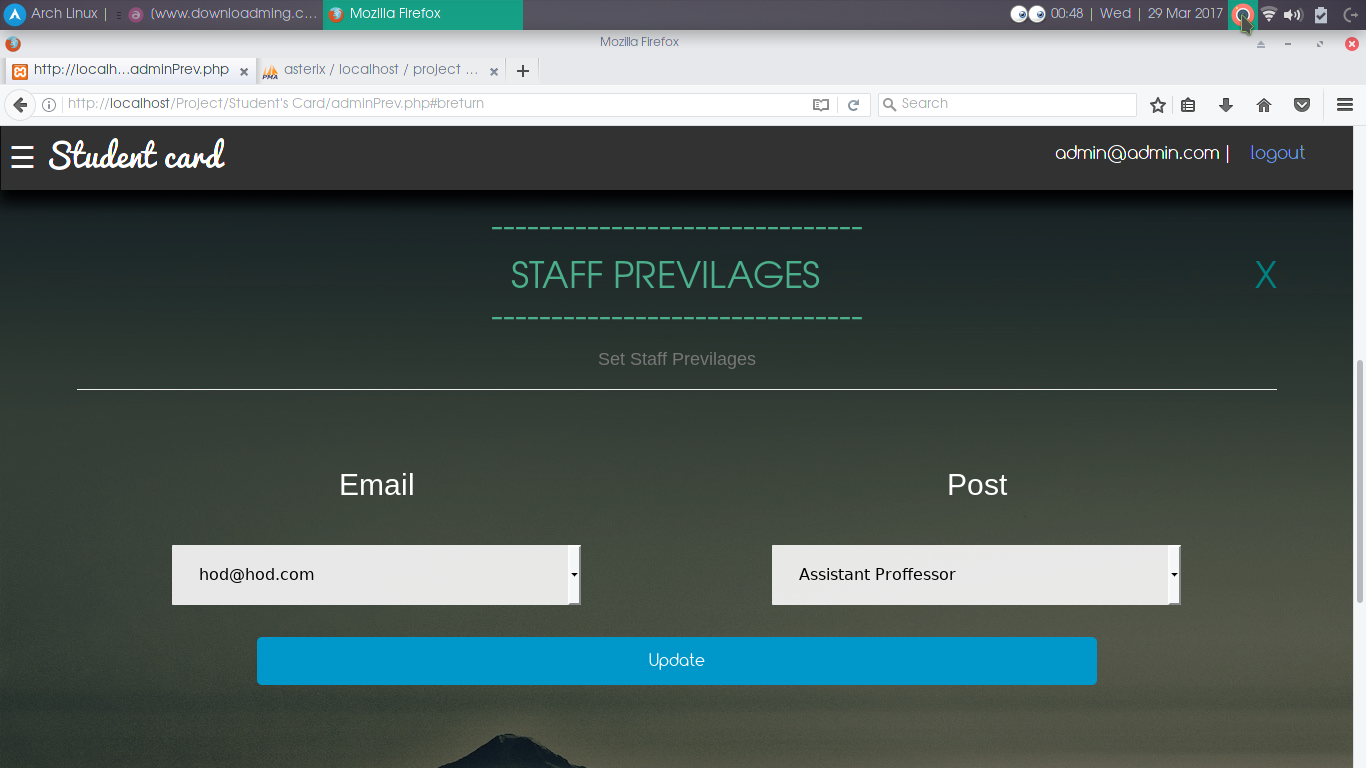 Arch Linux | [www.downloadming.c... Mozilla Firefox 00:48 | Wed | 29 Mar 2017
Mozilla Firefox
http://localh...adminPrev.php asterix / localhost / project ...
http://localhost/Project/Student's Card/adminPrev.php#breturn Search
☰ Student card admin@admin.com | logout
-------------------------------
STAFF PREVILAGES X
-------------------------------
Set Staff Previlages
Email Post
hod@hod.com Assistant Proffessor
Update